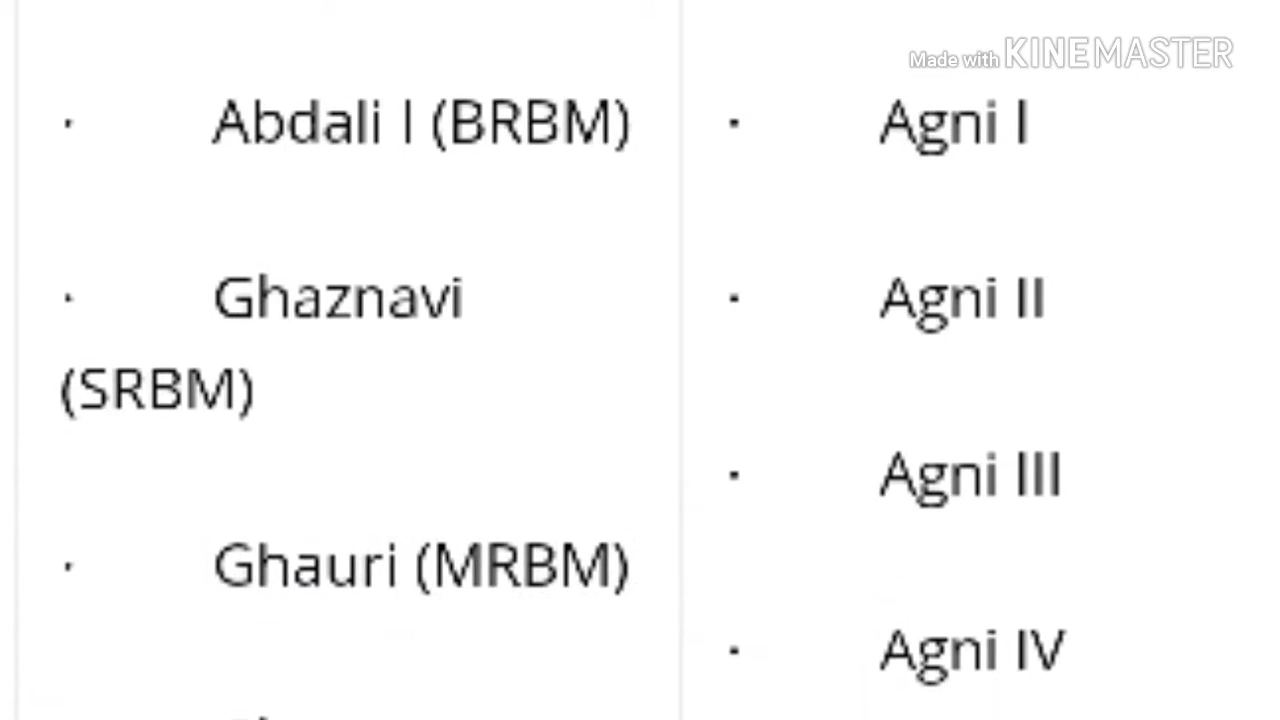 Made with KINEMASTER
· Abdali I (BRBM)
· Ghaznavi
(SRBM)
· Ghauri (MRBM)
· Agni I
· Agni II
· Agni III
· Agni IV